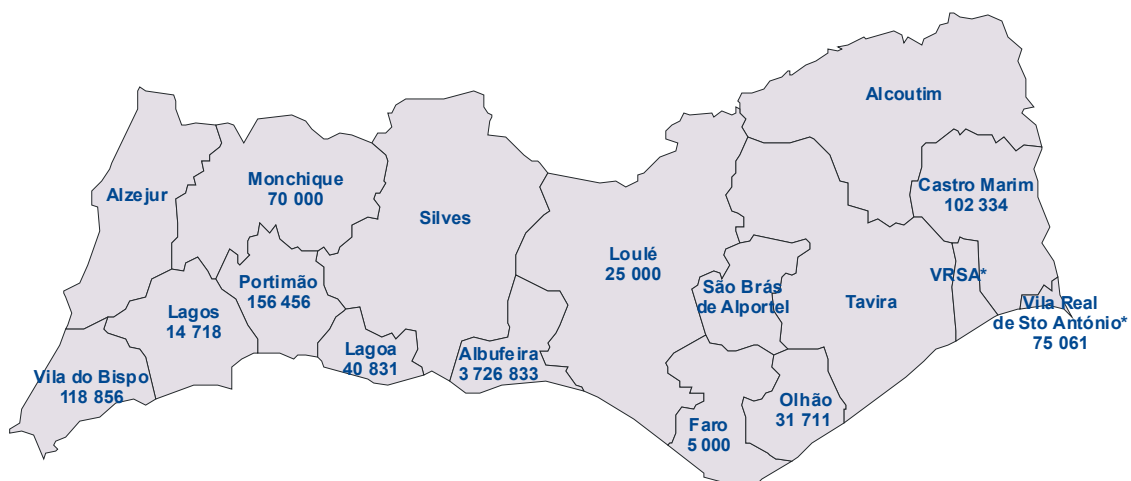 Alcoutim
Alzejur
Monchique
70 000
Castro Marim
102 334
Silves
Loulé
25 000
Portimão
156 456
São Brás
de Alportel
VRSA*
Tavira
Lagos
14 718
Vila Real
de Sto António*
75 061
Lagoa
40 831
Albufeira
3 726 833
Vila do Bispo
118 856
Olhão
31 711
Faro
5 000